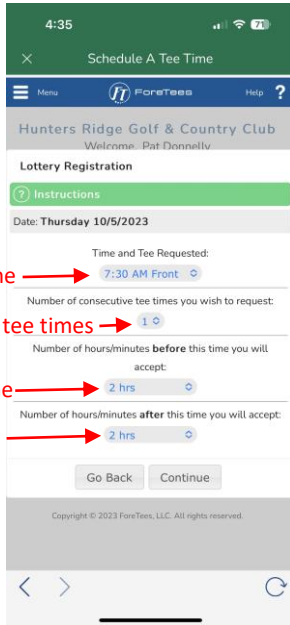 4:35
71
Schedule A Tee Time
Menu
FT ForeTees
Help ?
Hunters Ridge Golf & Country Club
Welcome, Pat Donnelly
Lottery Registration
? Instructions
Date: Thursday 10/5/2023
Time and Tee Requested:
ne
7:30 AM Front
Number of consecutive tee times you wish to request:
tee times
1
Number of hours/minutes before this time you will
accept:
e
2 hrs
Number of hours/minutes after this time you will accept:
2 hrs
Go Back
Continue
Copyright © 2023 ForeTees, LLC. All rights reserved.